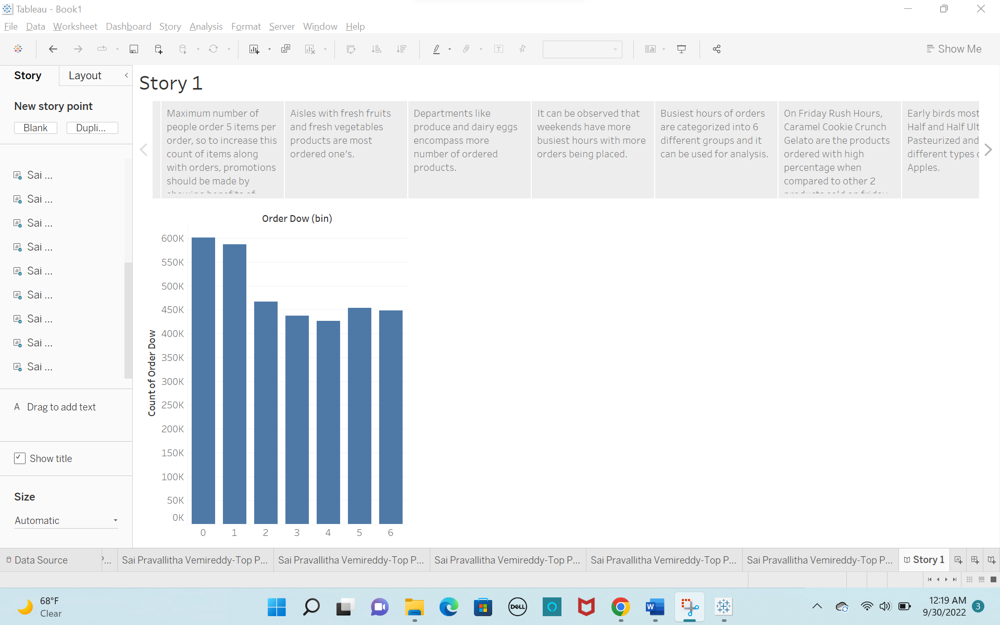 Tableau - Book1
File Data Worksheet Dashboard Story Analysis Format Server Window Help
Show Me
Story Layout
New story point
Blank Dupli...
Sai ...
Sai ...
Sai ...
Sai ...
Sai ...
Sai ...
Sai ...
Sai ...
Sai ...
A Drag to add text
Show title
Size
Automatic
Story 1
Maximum number of
people order 5 items per
order, so to increase this
count of items along
with orders, promotions
should be made by
showing benefits of
Aisles with fresh fruits
and fresh vegetables
products are most
ordered one's.
Departments like
produce and dairy eggs
encompass more
number of ordered
products.
It can be observed that
weekends have more
busiest hours with more
orders being placed.
Busiest hours of orders
are categorized into 6
different groups and it
can be used for analysis.
On Friday Rush Hours,
Caramel Cookie Crunch
Gelato are the products
ordered with high
percentage when
compared to other 2
products sold on friday
Early birds most
Half and Half Ult
Pasteurized and
different types
Apples.
Order Dow (bin)
Count of Order Dow
600K
550K
500K
450K
400K
350K
300K
250K
200K
150K
100K
50K
0K
0 1 2 3 4 5 6
Data Source P... Sai Pravallitha Vemireddy-Top P... Sai Pravallitha Vemireddy-Top P... Sai Pravallitha Vemireddy-Top P... Sai Pravallitha Vemireddy-Top P... Sai Pravallitha Vemireddy-Top P... Story 1
68°F
Clear
DELL
W
12:19 AM
9/30/2022
3